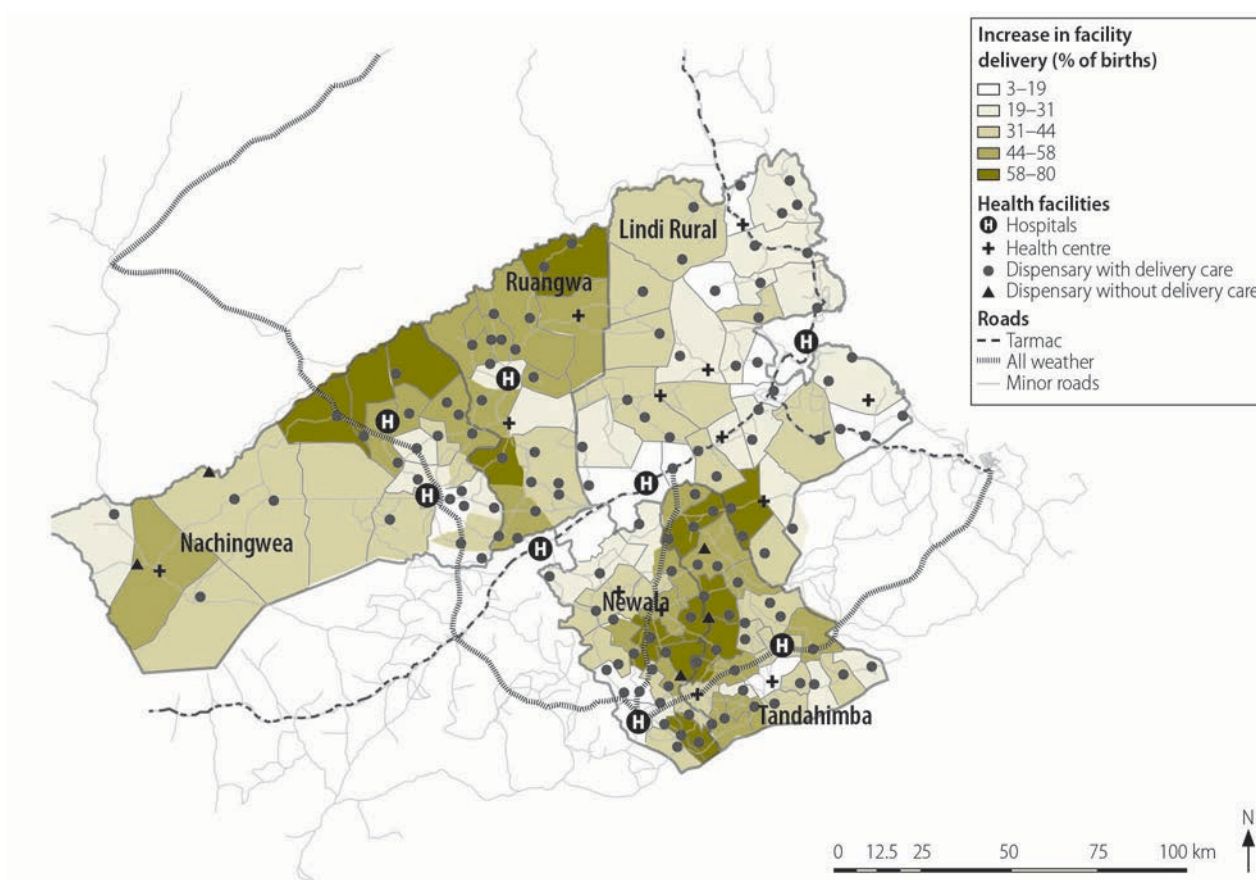 Increase in facility
delivery (% of births)
3–19
19–31
31–44
44–58
58–80
Health facilities
H Hospitals
Health centre
Dispensary with delivery care
Dispensary without delivery care
Roads
Tarmac
All weather
Minor roads
Lindi Rural
Ruangwa
H
H
H
H
H
H
Nachingwea
Newala
H
H
Tandahimba
N
0 12.5 25 50 75 100 km